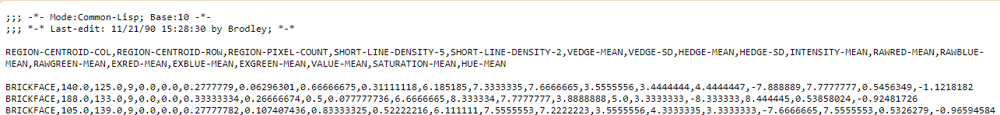 ;;; -*- Mode:Common-Lisp; Base:10 -*-
;;; *-* Last-edit: 11/21/90 15:28:30 by Brodley; *-*
REGION-CENTROID-COL,REGION-CENTROID-ROW,REGION-PIXEL-COUNT,SHORT-LINE-DENSITY-5,SHORT-LINE-DENSITY-2,VEDGE-MEAN,VEDGE-SD,HEDGE-MEAN,HEDGE-SD,INTENSITY-MEAN,RAWRED-MEAN,RAWBLUE-
MEAN,RAWGREEN-MEAN,EXRED-MEAN,EXBLUE-MEAN,EXGREEN-MEAN,VALUE-MEAN,SATURATION-MEAN,HUE-MEAN
BRICKFACE,140.0,125.0,9,0.0,0.0,0.2777779,0.06296301,0.66666675,0.31111118,6.185185,7.3333335,7.6666665,3.5555556,3.4444444,4.4444447,-7.888889,7.7777777,0.5456349,-1.1218182
BRICKFACE,188.0,133.0,9,0.0,0.0,0.33333334,0.26666674,0.5,0.077777736,6.6666665,8.333334,7.7777777,3.8888888,5.0,3.3333333,-8.333333,8.444445,0.53858024,-0.92481726
BRICKFACE,105.0,139.0,9,0.0,0.0,0.27777782,0.107407436,0.83333325,0.52222216,6.111111,7.5555553,7.2222223,3.5555556,4.3333335,3.3333333,-7.6666665,7.5555553,0.5326279,-0.96594584